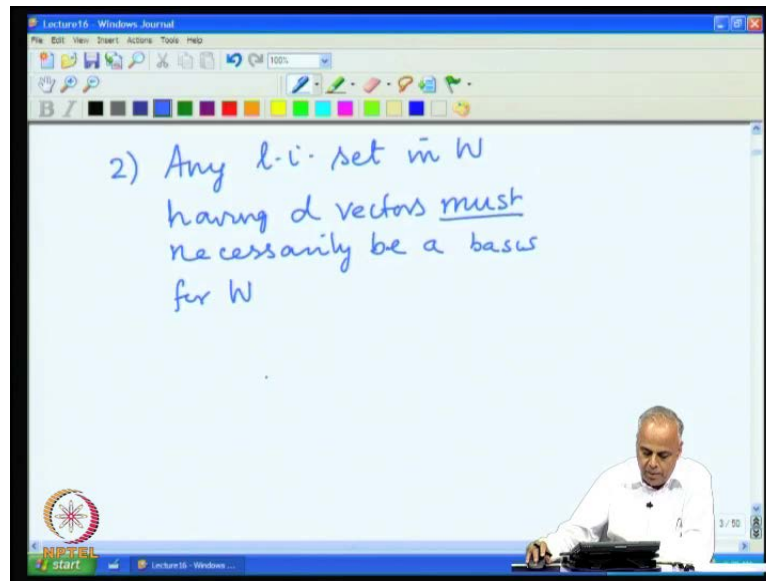 Lecture16 - Windows Journal
File Edit View Insert Actions Tools Help
100%
B I
2) Any l.i. set in W
having d vectors must
necessarily be a basis
for W
3 / 50
NPTEL
start Lecture16 - Windows ...